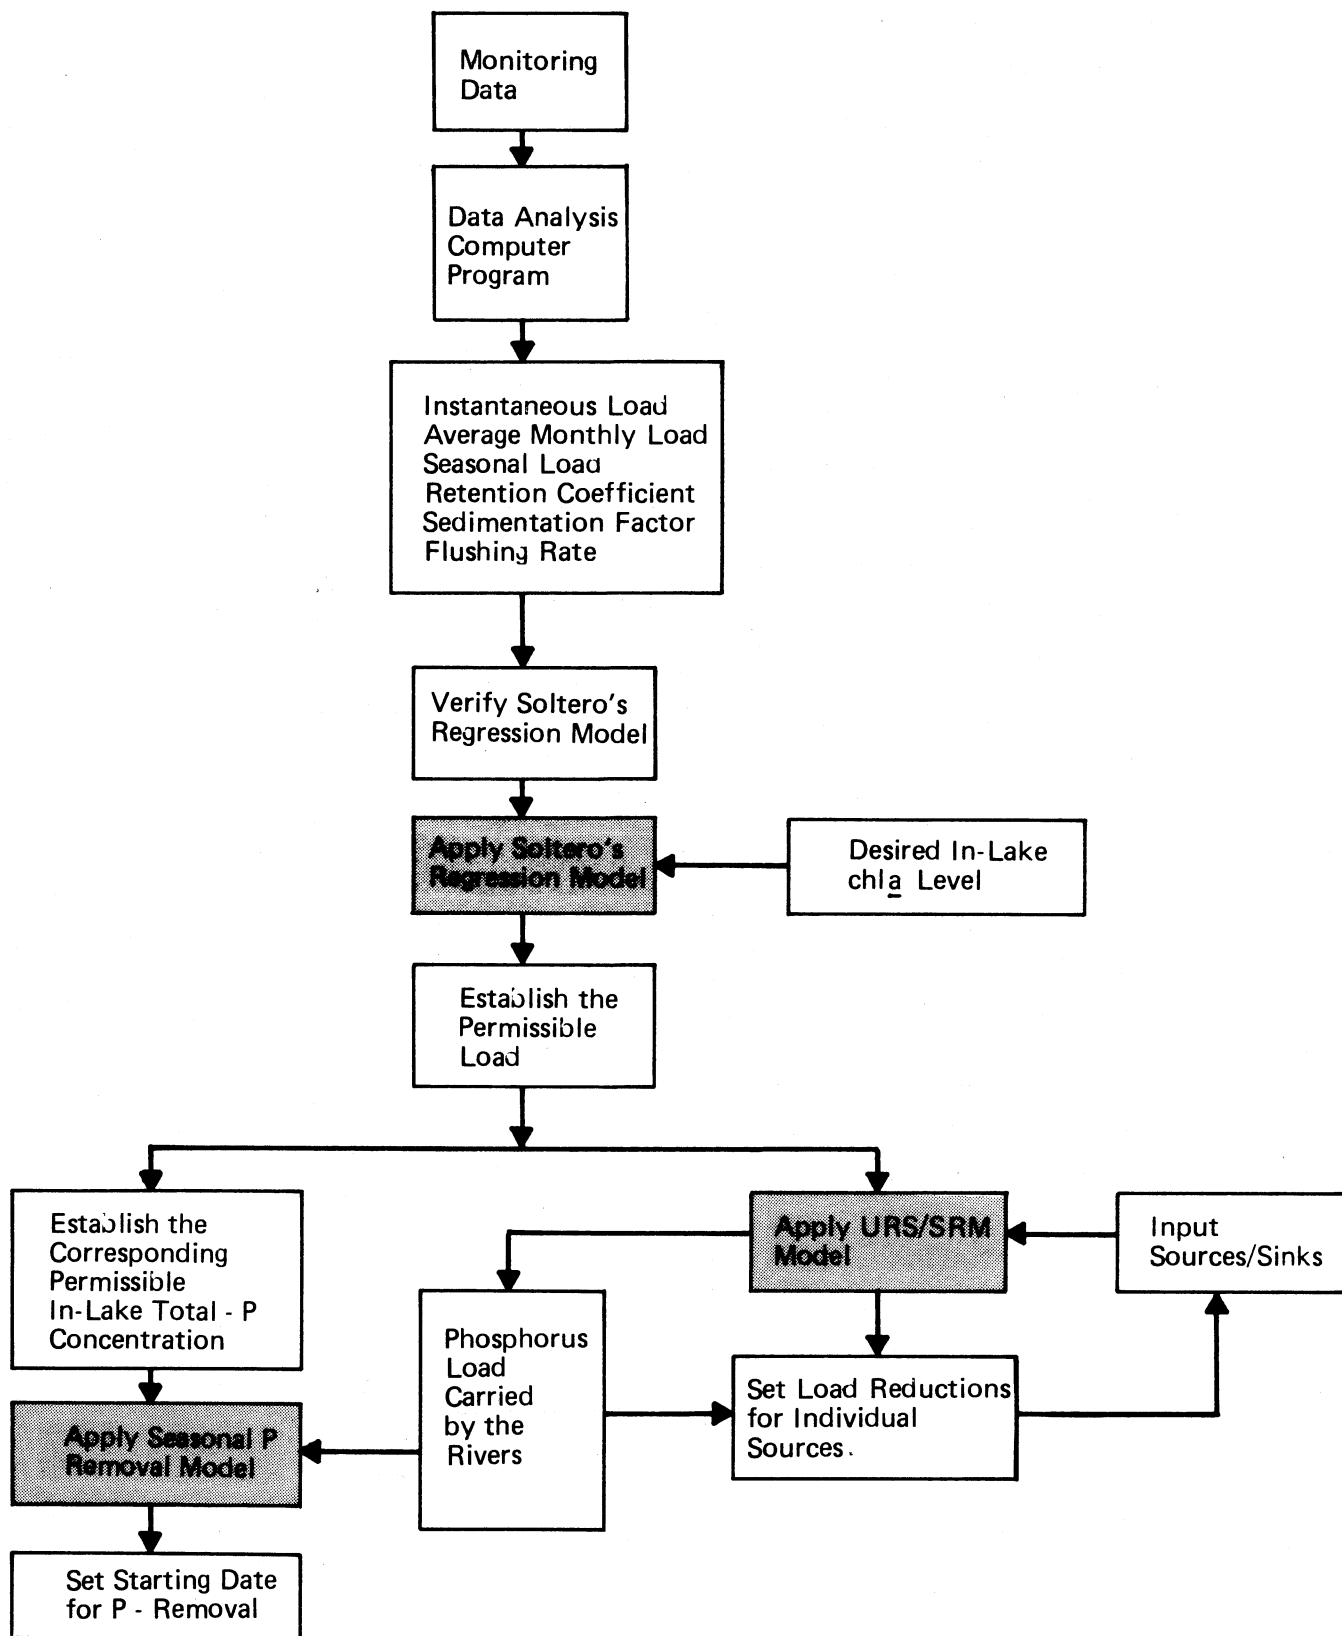 Monitoring
Data
Data Analysis
Computer
Program
Instantaneous Load
Average Monthly Load
Seasonal Load
Retention Coefficient
Sedimentation Factor
Flushing Rate
Verify Soltero's
Regression Model
Apply Soltero's
Regression Model
Desired In-Lake
chl a Level
Establish the
Permissible
Load
Establish the
Corresponding
Permissible
In-Lake Total - P
Concentration
Apply URS/SRM
Model
Input
Sources/Sinks
Phosphorus
Load
Carried
by the
Rivers
Set Load Reductions
for Individual
Sources.
Apply Seasonal P
Removal Model
Set Starting Date
for P - Removal